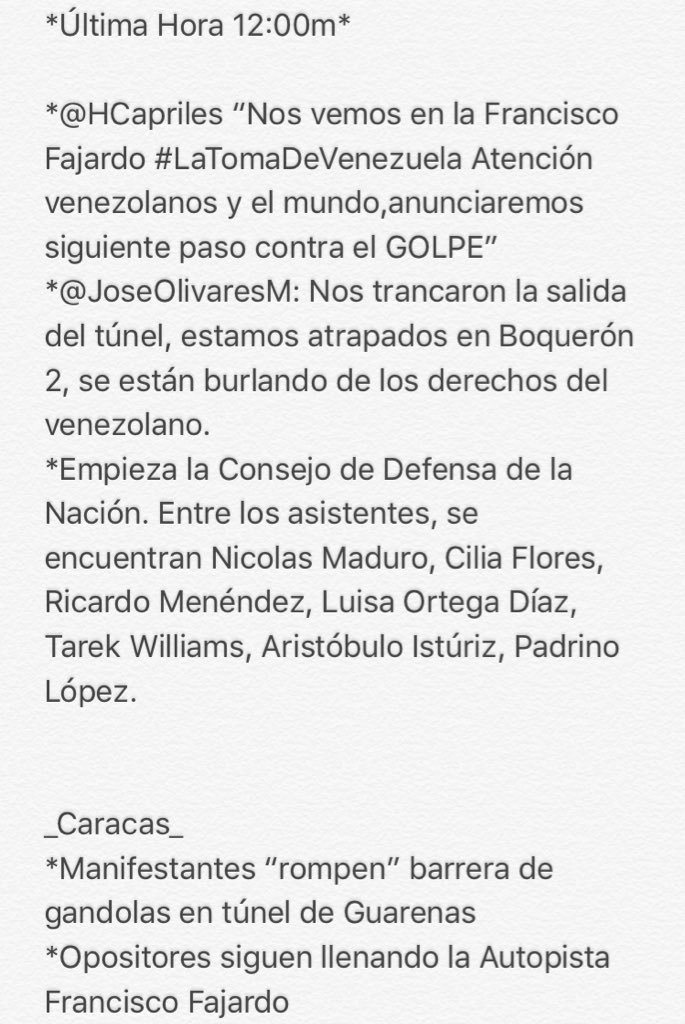 *Última Hora 12:00m*
*@HCapriles “Nos vemos en la Francisco
Fajardo #LaTomaDeVenezuela Atención
venezolanos y el mundo,anunciaremos
siguiente paso contra el GOLPE”
*@JoseOlivaresM: Nos trancaron la salida
del túnel, estamos atrapados en Boquerón
2, se están burlando de los derechos del
venezolano.
*Empieza la Consejo de Defensa de la
Nación. Entre los asistentes, se
encuentran Nicolas Maduro, Cilia Flores,
Ricardo Menéndez, Luisa Ortega Díaz,
Tarek Williams, Aristóbulo Istúriz, Padrino
López.
_Caracas_
*Manifestantes “rompen” barrera de
gandolas en túnel de Guarenas
*Opositores siguen llenando la Autopista
Francisco Fajardo